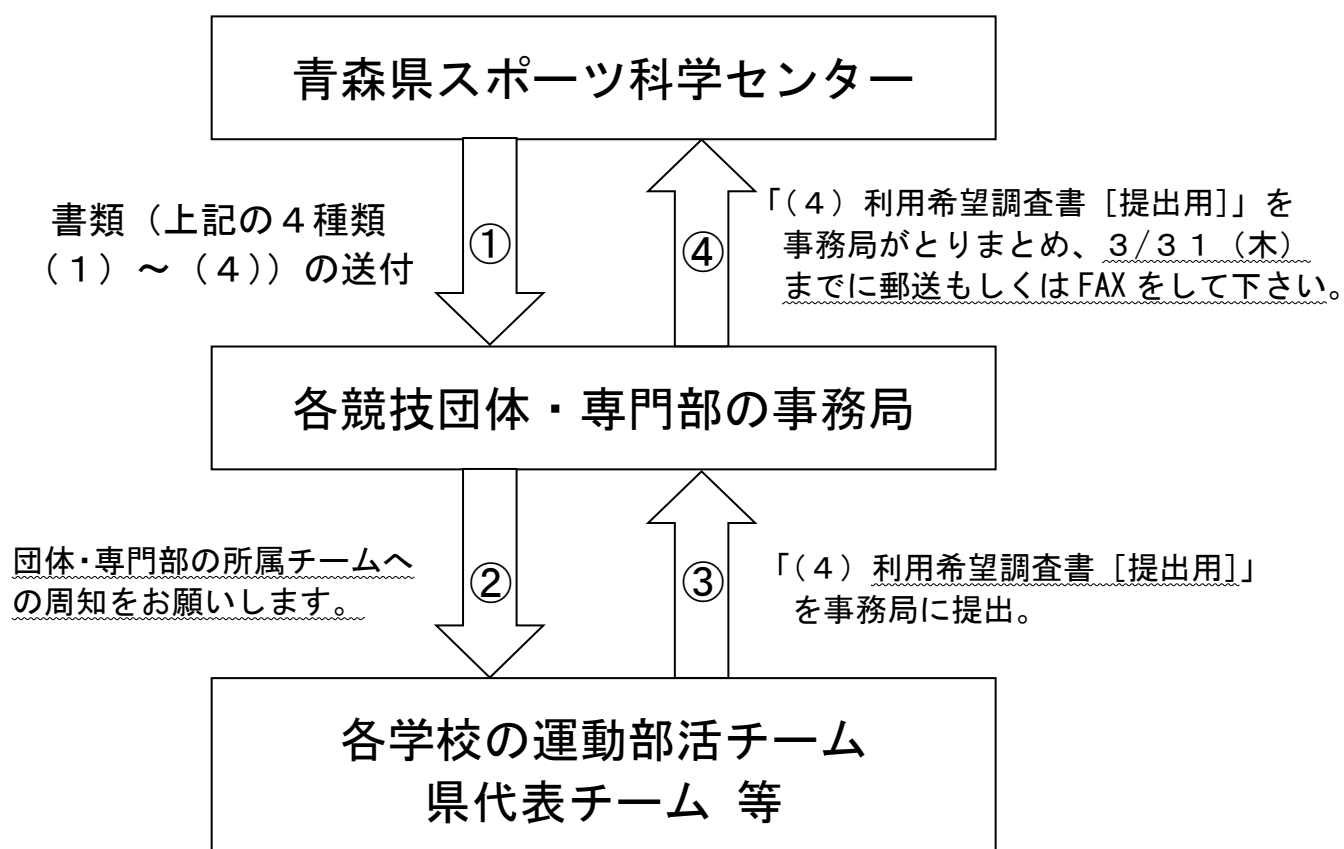 青森県スポーツ科学センター
書類（上記の４種類
（１）～（４））の送付
①
④
「(４) 利用希望調査書［提出用]」を
事務局がとりまとめ、３/３１（木）
までに郵送もしくは FAX をして下さい。
各競技団体・専門部の事務局
団体・専門部の所属チームへ
の周知をお願いします。
②
③
「(４) 利用希望調査書［提出用]」
を事務局に提出。
各学校の運動部活チーム
県代表チーム 等